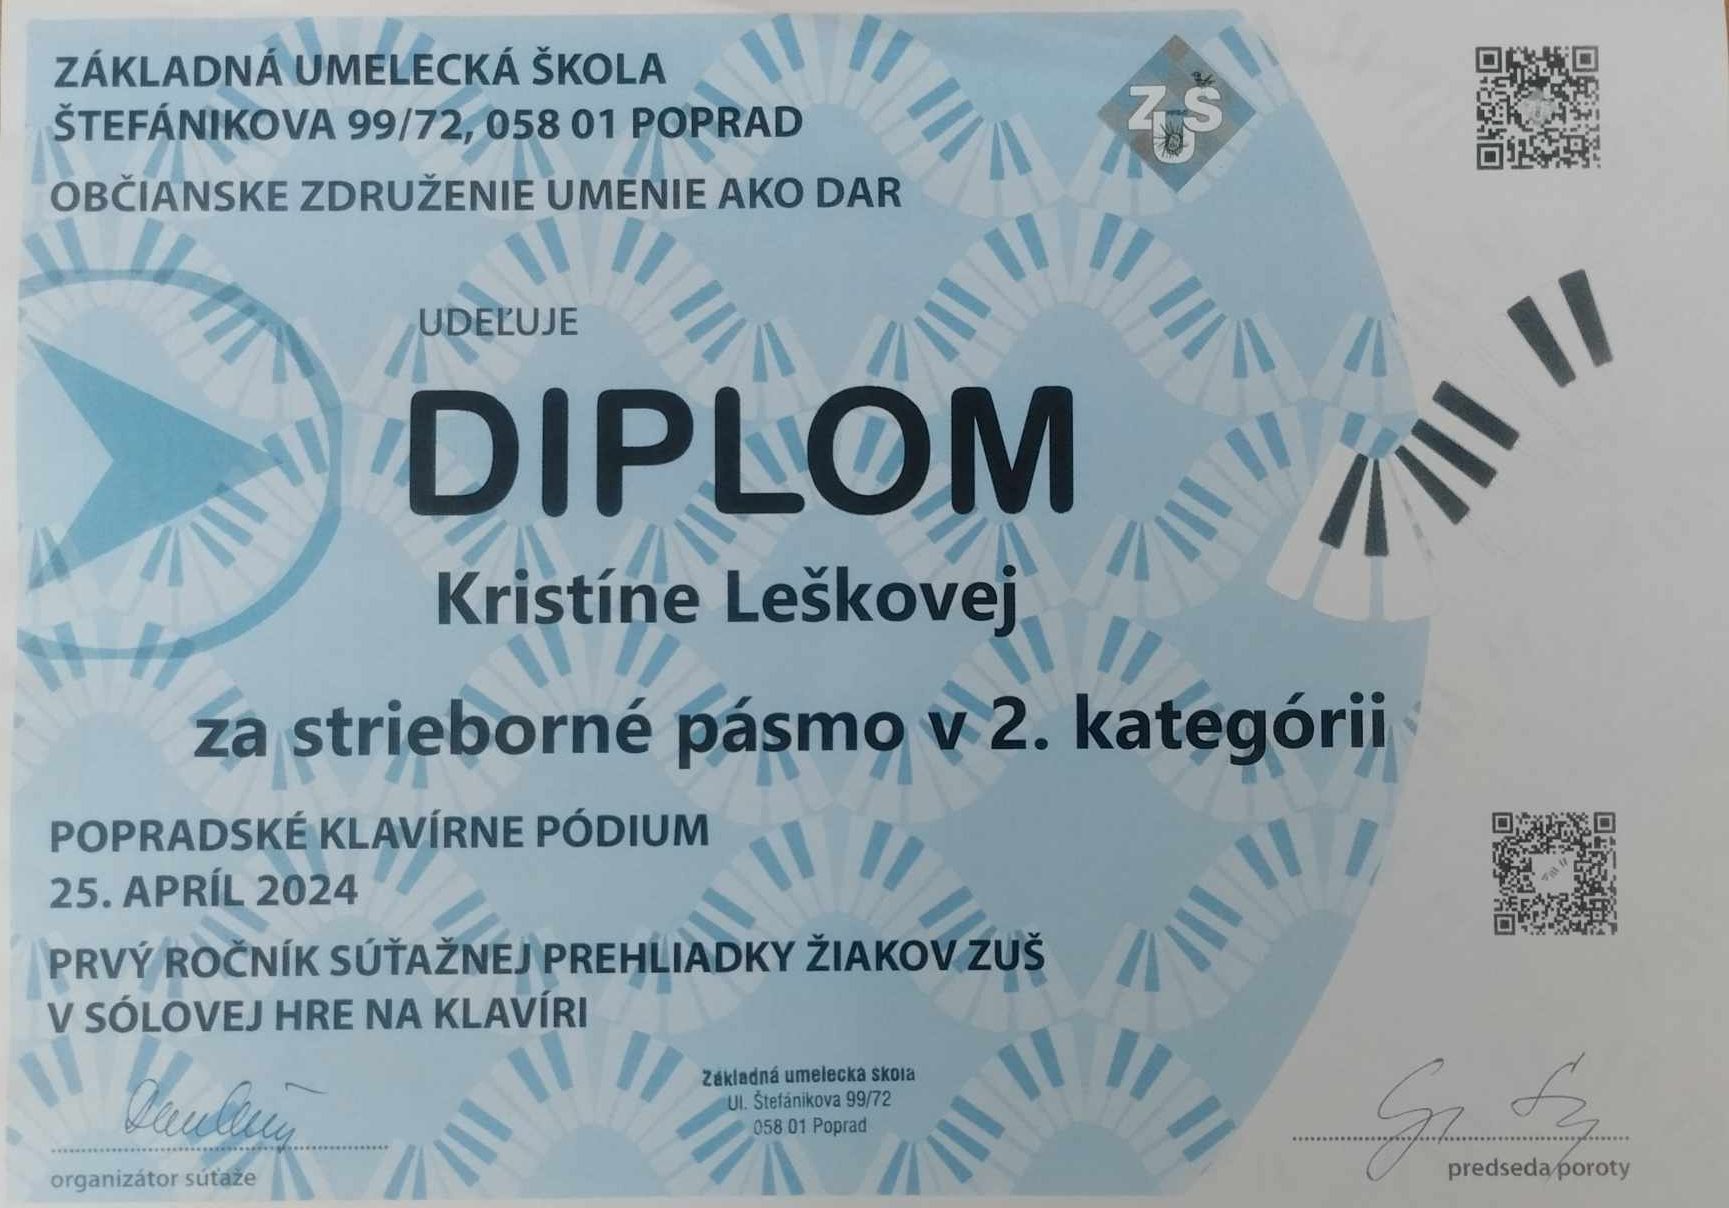 ZÁKLADNÁ UMELECKÁ ŠKOLA
ŠTEFÁNIKOVA 99/72, 058 01 POPRAD
OBČIANSKE ZDRUŽENIE UMENIE AKO DAR
ZUŠ
UDEĽUJE
DIPLOM
Kristíne Leškovej
za strieborné pásmo v 2. kategórii
POPRADSKÉ KLAVÍRNE PÓDIUM
25. APRÍL 2024
PRVÝ ROČNÍK SÚŤAŽNEJ PREHLIADKY ŽIAKOV ZUŠ
V SÓLOVEJ HRE NA KLAVÍRI
Základná umelecká škola
Ul. Štefánikova 99/72
058 01 Poprad
organizátor súťaže
predseda poroty